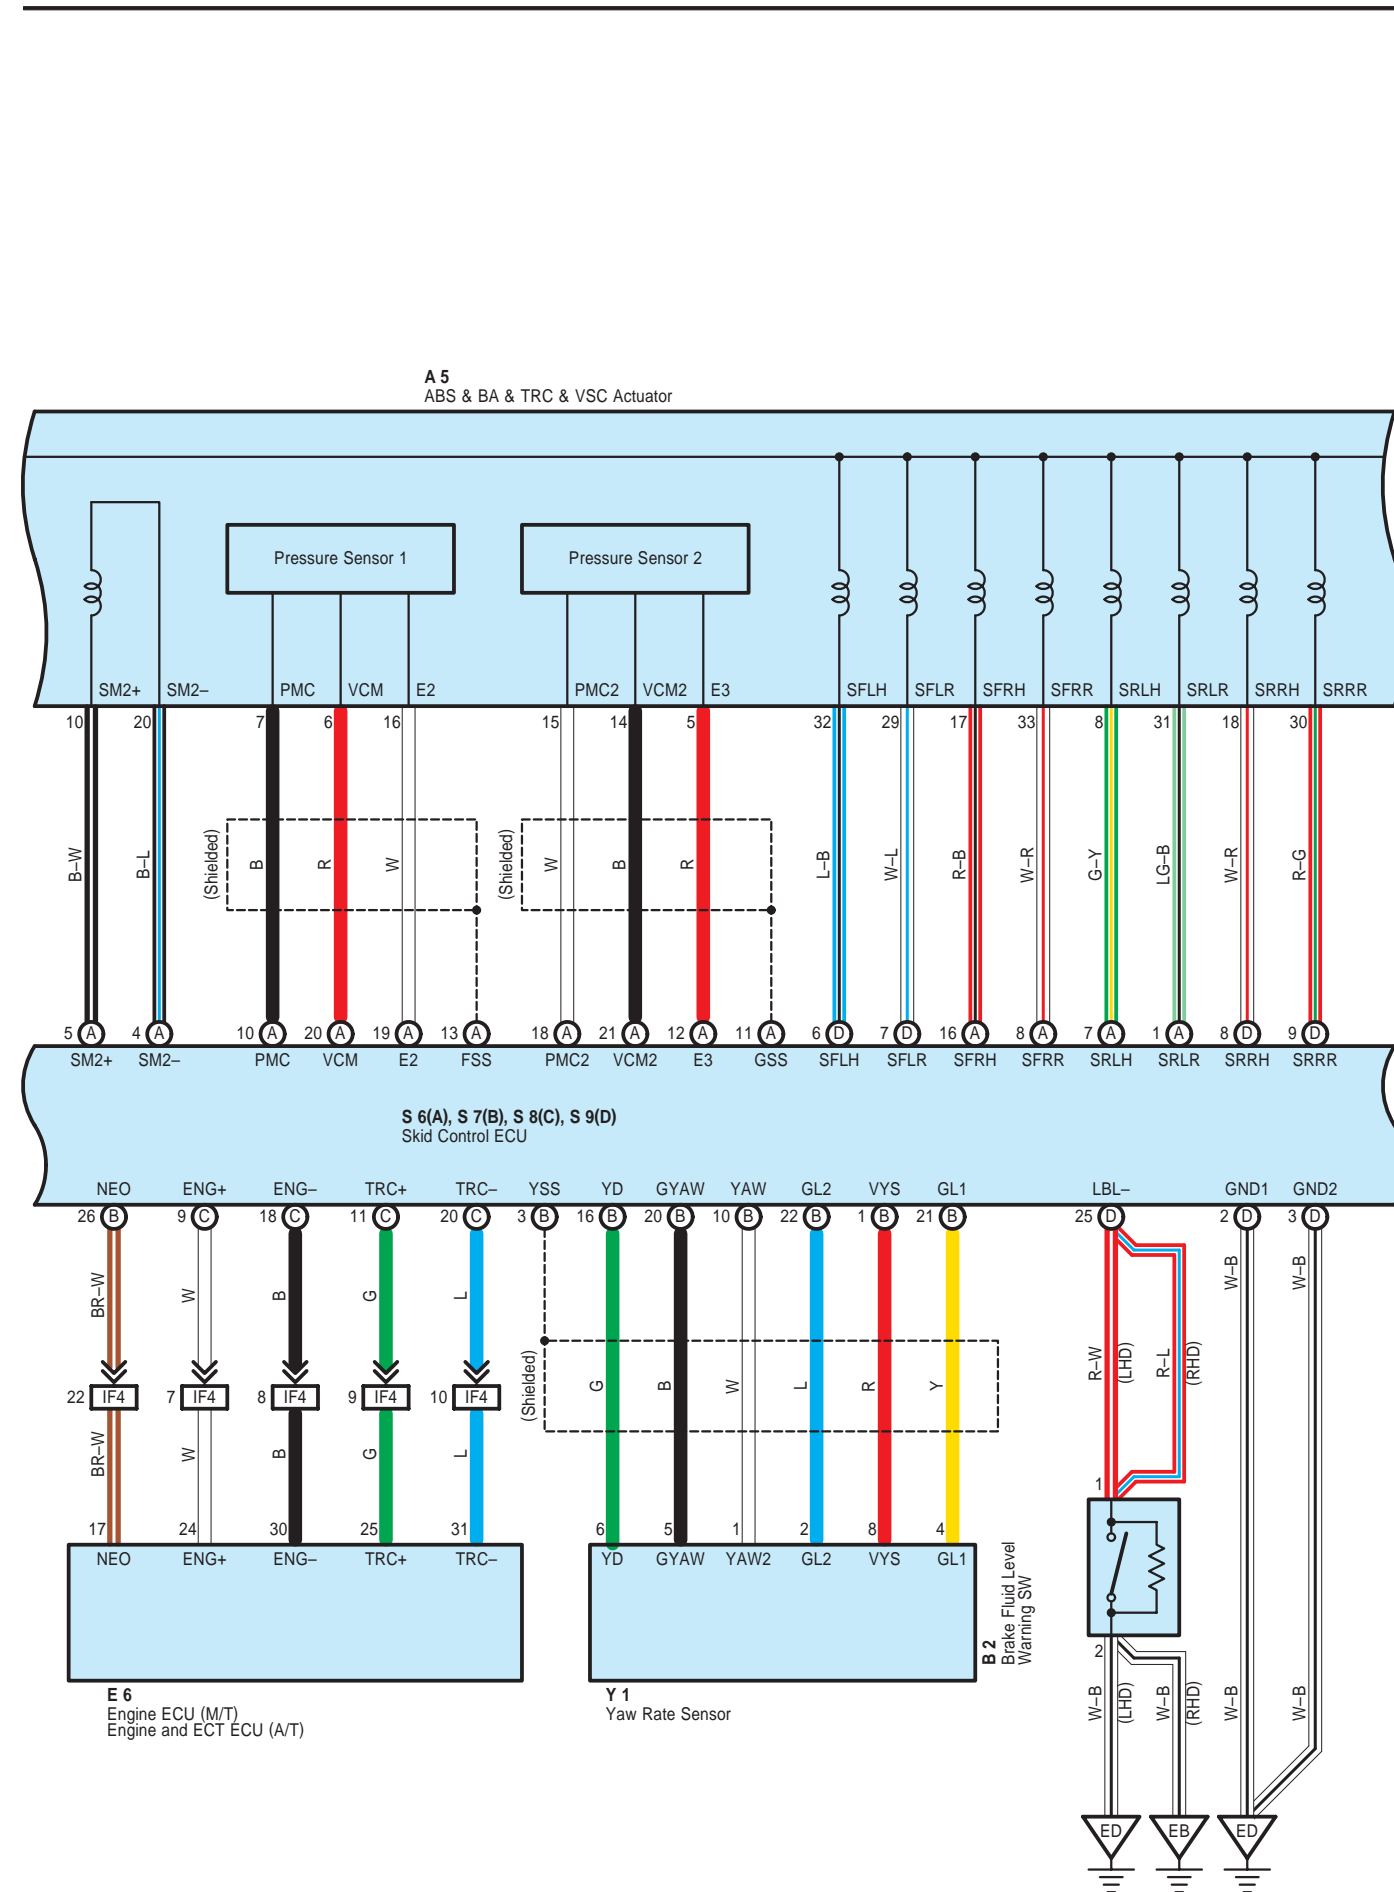 A 5
ABS & BA & TRC & VSC Actuator
Pressure Sensor 1
Pressure Sensor 2
SM2+ SM2– PMC VCM E2 PMC2 VCM2 E3 SFLH SFLR SFRH SFRR SRLH SRLR SRRH SRRR
10 20 7 6 16 15 14 5 32 29 17 33 8 31 18 30
B–W B–L (Shielded) B R W (Shielded) W B R L–B W–L R–B W–R G–Y LG–B W–R R–G
5 A 4 A 10 A 20 A 19 A 13 A 18 A 21 A 12 A 11 A 6 D 7 D 16 A 8 A 7 A 1 A 8 D 9 D
SM2+ SM2– PMC VCM E2 FSS PMC2 VCM2 E3 GSS SFLH SFLR SFRH SFRR SRLH SRLR SRRH SRRR
S 6(A), S 7(B), S 8(C), S 9(D)
Skid Control ECU
NEO ENG+ ENG– TRC+ TRC– YSS YD GYAW YAW GL2 VYS GL1 LBL– GND1 GND2
26 B 9 C 18 C 11 C 20 C 3 B 16 B 20 B 10 B 22 B 1 B 21 B 25 D 2 D 3 D
BR–W W B G L W–B W–B
(Shielded) G B W L R Y R–W (LHD) R–L (RHD)
22 IF4 7 IF4 8 IF4 9 IF4 10 IF4
BR–W W B G L
1
17 24 30 25 31 6 5 1 2 8 4
NEO ENG+ ENG– TRC+ TRC– YD GYAW YAW2 GL2 VYS GL1
B 2
Brake Fluid Level
Warning SW
2
E 6
Engine ECU (M/T)
Engine and ECT ECU (A/T)
Y 1
Yaw Rate Sensor
W–B (LHD) W–B (RHD) W–B W–B
ED EB ED